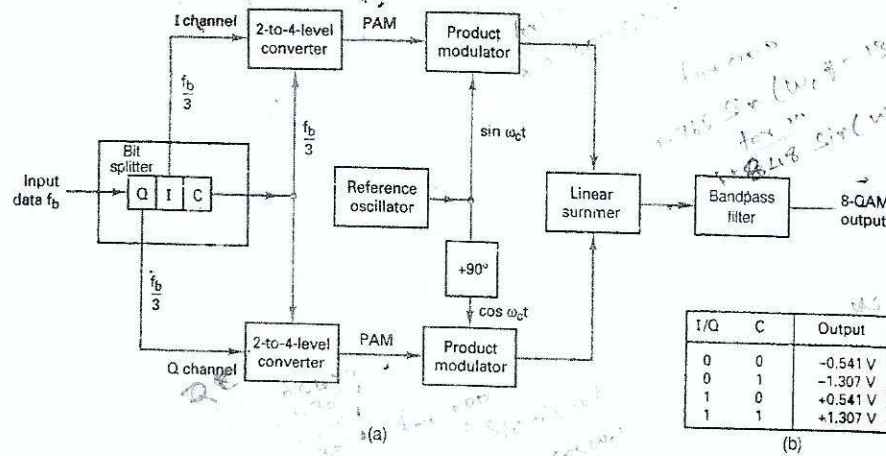 I channel
2-to-4-level
converter
PAM
Product
modulator
f_b/3
f_b/3
sin ω_ct
Bit
splitter
Input
data f_b
Q I C
Reference
oscillator
Linear
summer
Bandpass
filter
8-QAM
output
+90°
f_b/3
cos ω_ct
2-to-4-level
converter
PAM
Product
modulator
Q channel
(a)
I/Q C Output
0 0 -0.541 V
0 1 -1.307 V
1 0 +0.541 V
1 1 +1.307 V
(b)